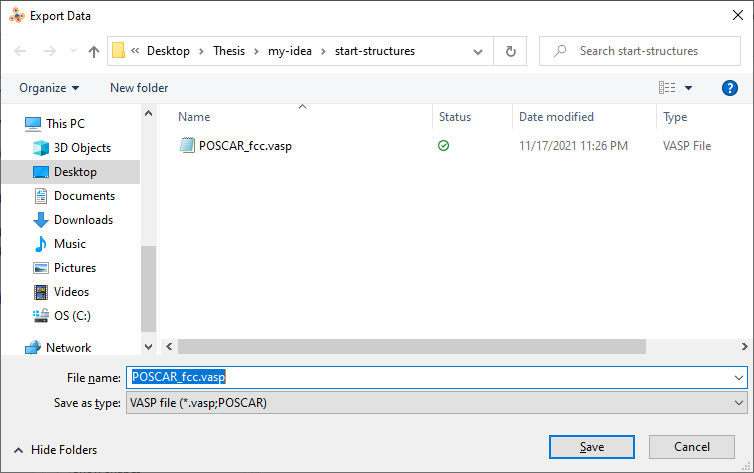 Export Data
« Desktop > Thesis > my-idea > start-structures
Search start-structures
Organize
New folder
?
Name Status Date modified Type
POSCAR_fcc.vasp 11/17/2021 11:26 PM VASP File
This PC
3D Objects
Desktop
Documents
Downloads
Music
Pictures
Videos
OS (C:)
Network
File name: POSCAR_fcc.vasp
Save as type: VASP file (*.vasp;POSCAR)
Hide Folders
Save
Cancel